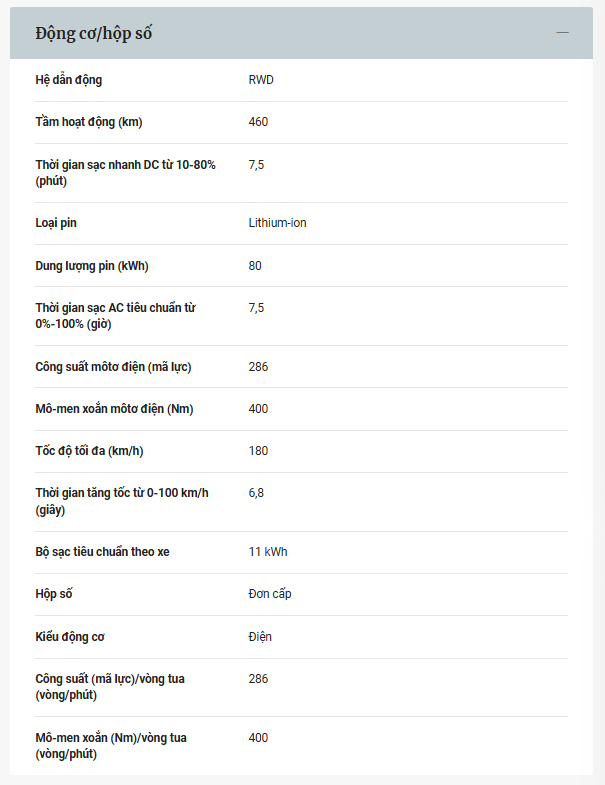 Động cơ/hộp số
Hệ dẫn động RWD
Tầm hoạt động (km) 460
Thời gian sạc nhanh DC từ 10-80% 7,5
(phút)
Loại pin Lithium-ion
Dung lượng pin (kWh) 80
Thời gian sạc AC tiêu chuẩn từ 7,5
0%-100% (giờ)
Công suất môtơ điện (mã lực) 286
Mô-men xoắn môtơ điện (Nm) 400
Tốc độ tối đa (km/h) 180
Thời gian tăng tốc từ 0-100 km/h 6,8
(giây)
Bộ sạc tiêu chuẩn theo xe 11 kWh
Hộp số Đơn cấp
Kiểu động cơ Điện
Công suất (mã lực)/vòng tua 286
(vòng/phút)
Mô-men xoắn (Nm)/vòng tua 400
(vòng/phút)